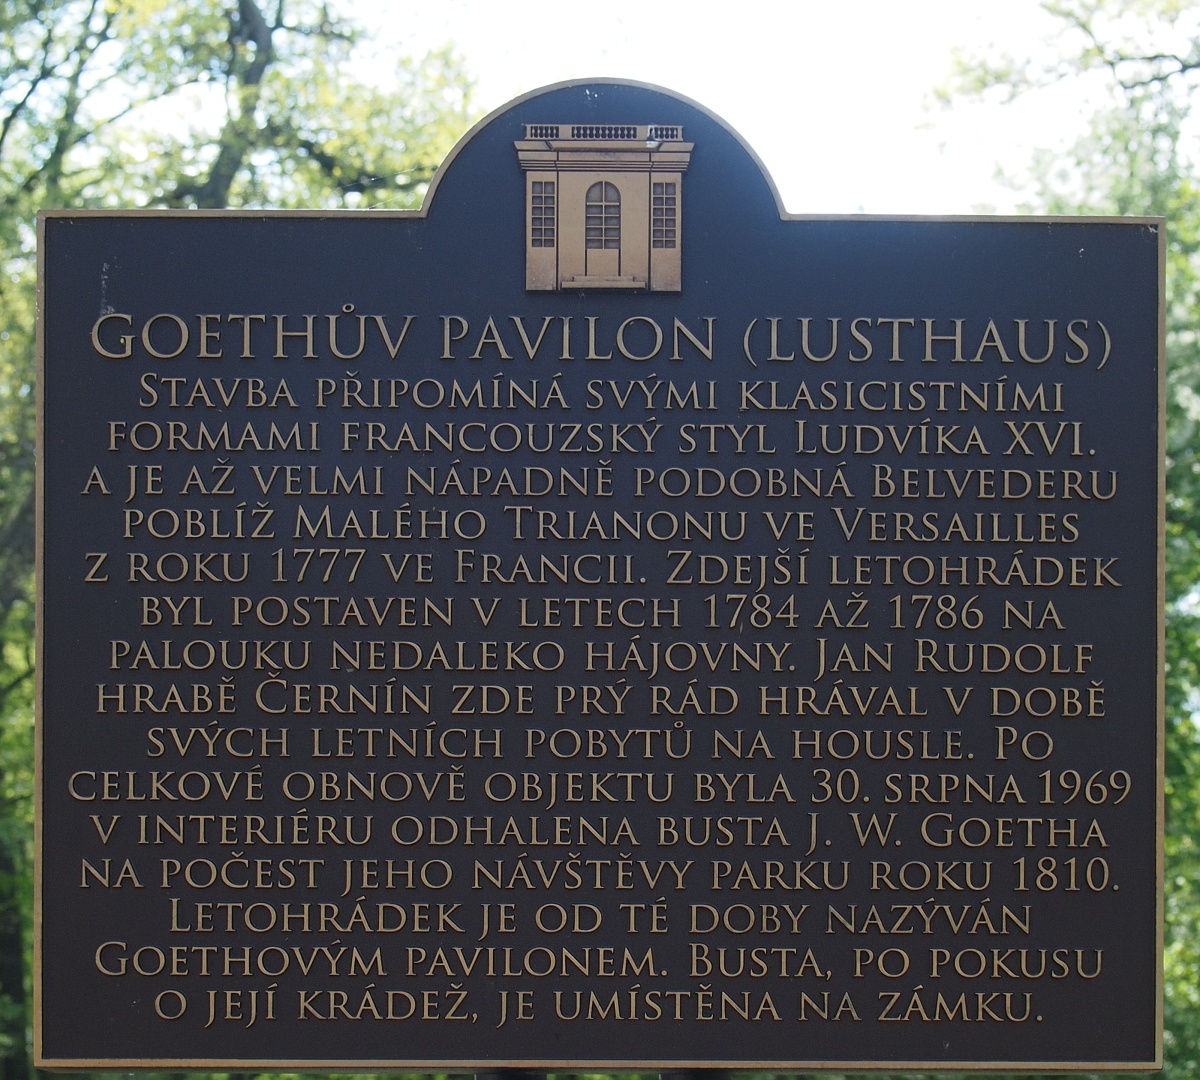 GOETHŮV PAVILON (LUSTHAUS)
STAVBA PŘIPOMÍNÁ SVÝMI KLASICISTNÍMI
FORMAMI FRANCOUZSKÝ STYL LUDVÍKA XVI.
A JE AŽ VELMI NÁPADNĚ PODOBNÁ BELVEDERU
POBLÍŽ MALÉHO TRIANONU VE VERSAILLES
Z ROKU 1777 VE FRANCII. ZDEJŠÍ LETOHRÁDEK
BYL POSTAVEN V LETECH 1784 AŽ 1786 NA
PALOUKU NEDALEKO HÁJOVNY. JAN RUDOLF
HRABĚ ČERNÍN ZDE PRÝ RÁD HRÁVAL V DOBĚ
SVÝCH LETNÍCH POBYTŮ NA HOUSLE. PO
CELKOVÉ OBNOVĚ OBJEKTU BYLA 30. SRPNA 1969
V INTERIÉRU ODHALENA BUSTA J. W. GOETHA
NA POČEST JEHO NÁVŠTĚVY PARKU ROKU 1810.
LETOHRÁDEK JE OD TÉ DOBY NAZÝVÁN
GOETHOVÝM PAVILONEM. BUSTA, PO POKUSU
O JEJÍ KRÁDEŽ, JE UMÍSTĚNA NA ZÁMKU.